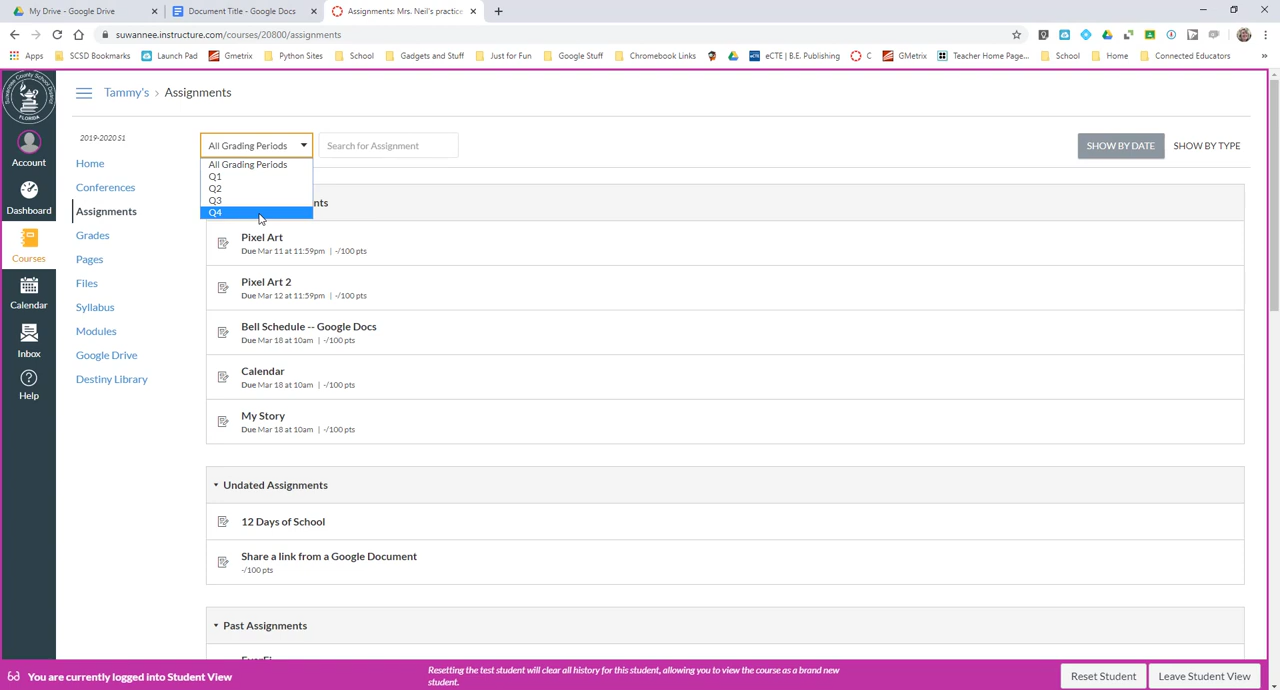 My Drive - Google Drive
Document Title - Google Docs
Assignments: Mrs. Neil's practice
suwannee.instructure.com/courses/20800/assignments
Apps SCSD Bookmarks Launch Pad Gmetrix Python Sites School Gadgets and Stuff Just for Fun Google Stuff Chromebook Links eCTE | B.E. Publishing C GMetrix Teacher Home Page... School Home Connected Educators »
Tammy's › Assignments
2019-2020 S1
Home
Conferences
Assignments
Grades
Pages
Files
Syllabus
Modules
Google Drive
Destiny Library
Account
Dashboard
Courses
Calendar
Inbox
Help
All Grading Periods
Search for Assignment
SHOW BY DATE
SHOW BY TYPE
All Grading Periods
Q1
Q2
Q3
Q4
nts
Pixel Art
Due Mar 11 at 11:59pm | -/100 pts
Pixel Art 2
Due Mar 12 at 11:59pm | -/100 pts
Bell Schedule -- Google Docs
Due Mar 18 at 10am | -/100 pts
Calendar
Due Mar 18 at 10am | -/100 pts
My Story
Due Mar 18 at 10am | -/100 pts
Undated Assignments
12 Days of School
Share a link from a Google Document
-/100 pts
Past Assignments
You are currently logged into Student View
Resetting the test student will clear all history for this student, allowing you to view the course as a brand new
student.
Reset Student
Leave Student View